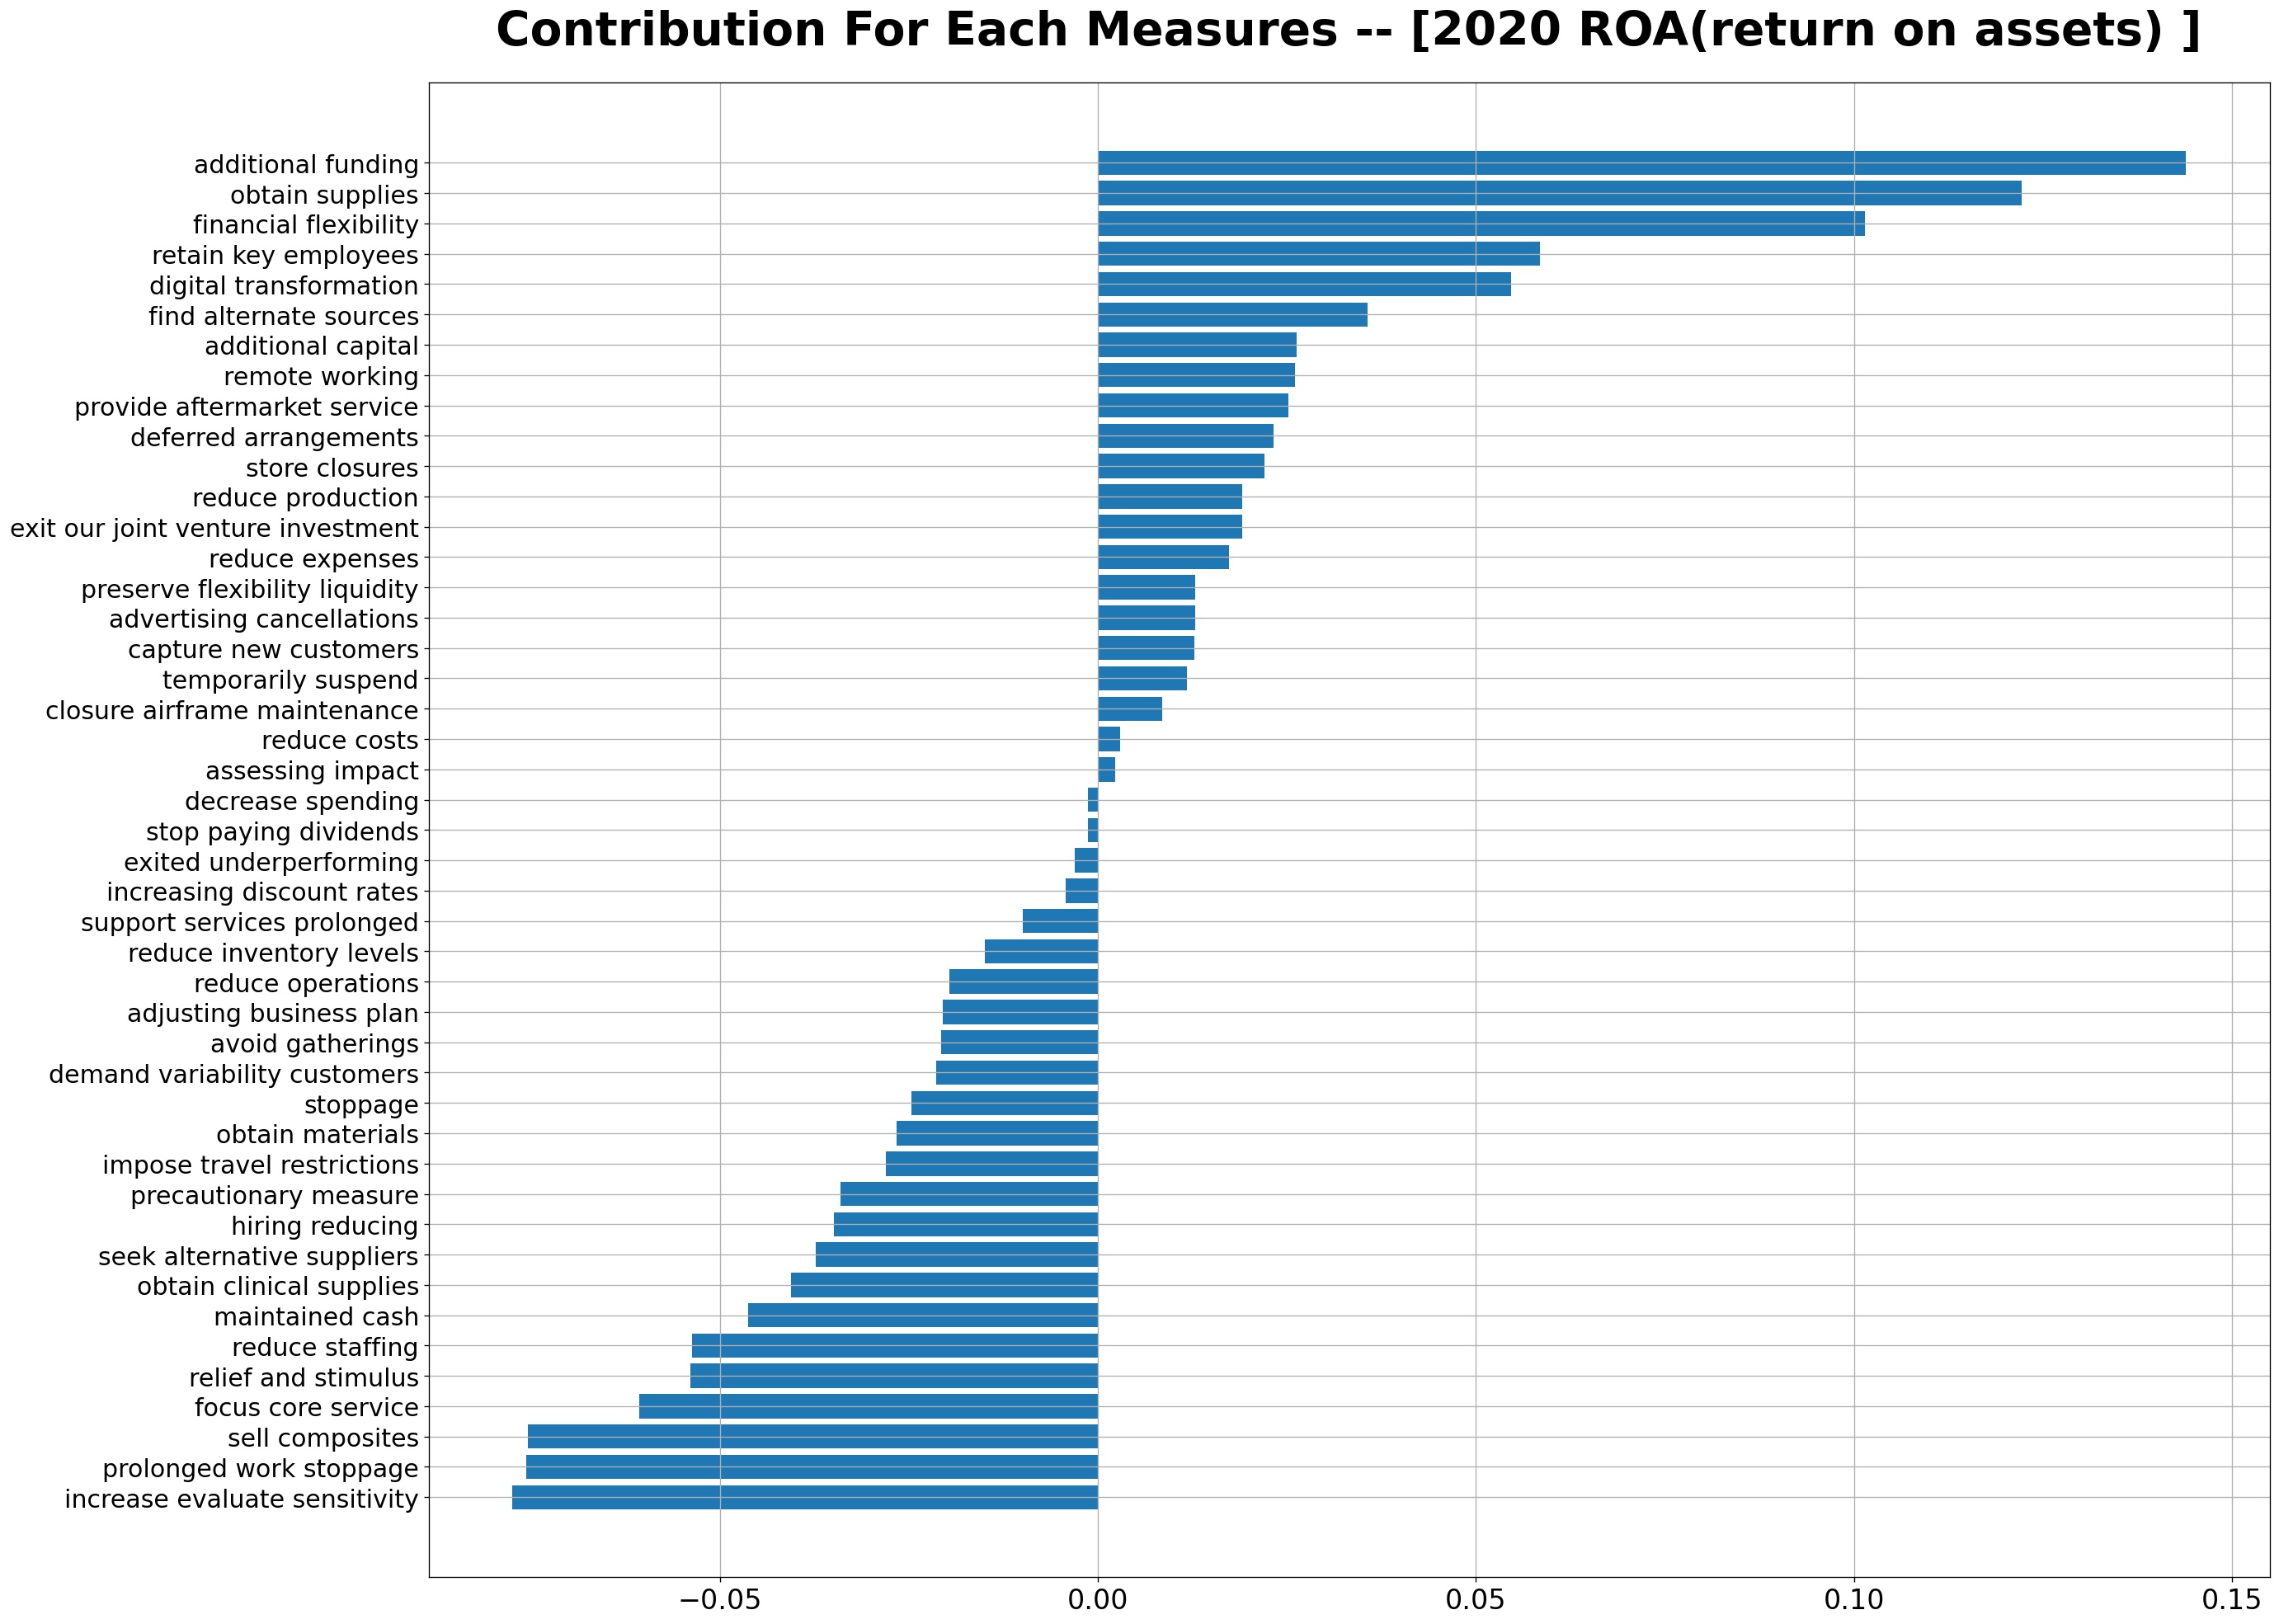 Contribution For Each Measures -- [2020 ROA(return on assets) ]
additional funding
obtain supplies
financial flexibility
retain key employees
digital transformation
find alternate sources
additional capital
remote working
provide aftermarket service
deferred arrangements
store closures
reduce production
exit our joint venture investment
reduce expenses
preserve flexibility liquidity
advertising cancellations
capture new customers
temporarily suspend
closure airframe maintenance
reduce costs
assessing impact
decrease spending
stop paying dividends
exited underperforming
increasing discount rates
support services prolonged
reduce inventory levels
reduce operations
adjusting business plan
avoid gatherings
demand variability customers
stoppage
obtain materials
impose travel restrictions
precautionary measure
hiring reducing
seek alternative suppliers
obtain clinical supplies
maintained cash
reduce staffing
relief and stimulus
focus core service
sell composites
prolonged work stoppage
increase evaluate sensitivity
−0.05 0.00 0.05 0.10 0.15